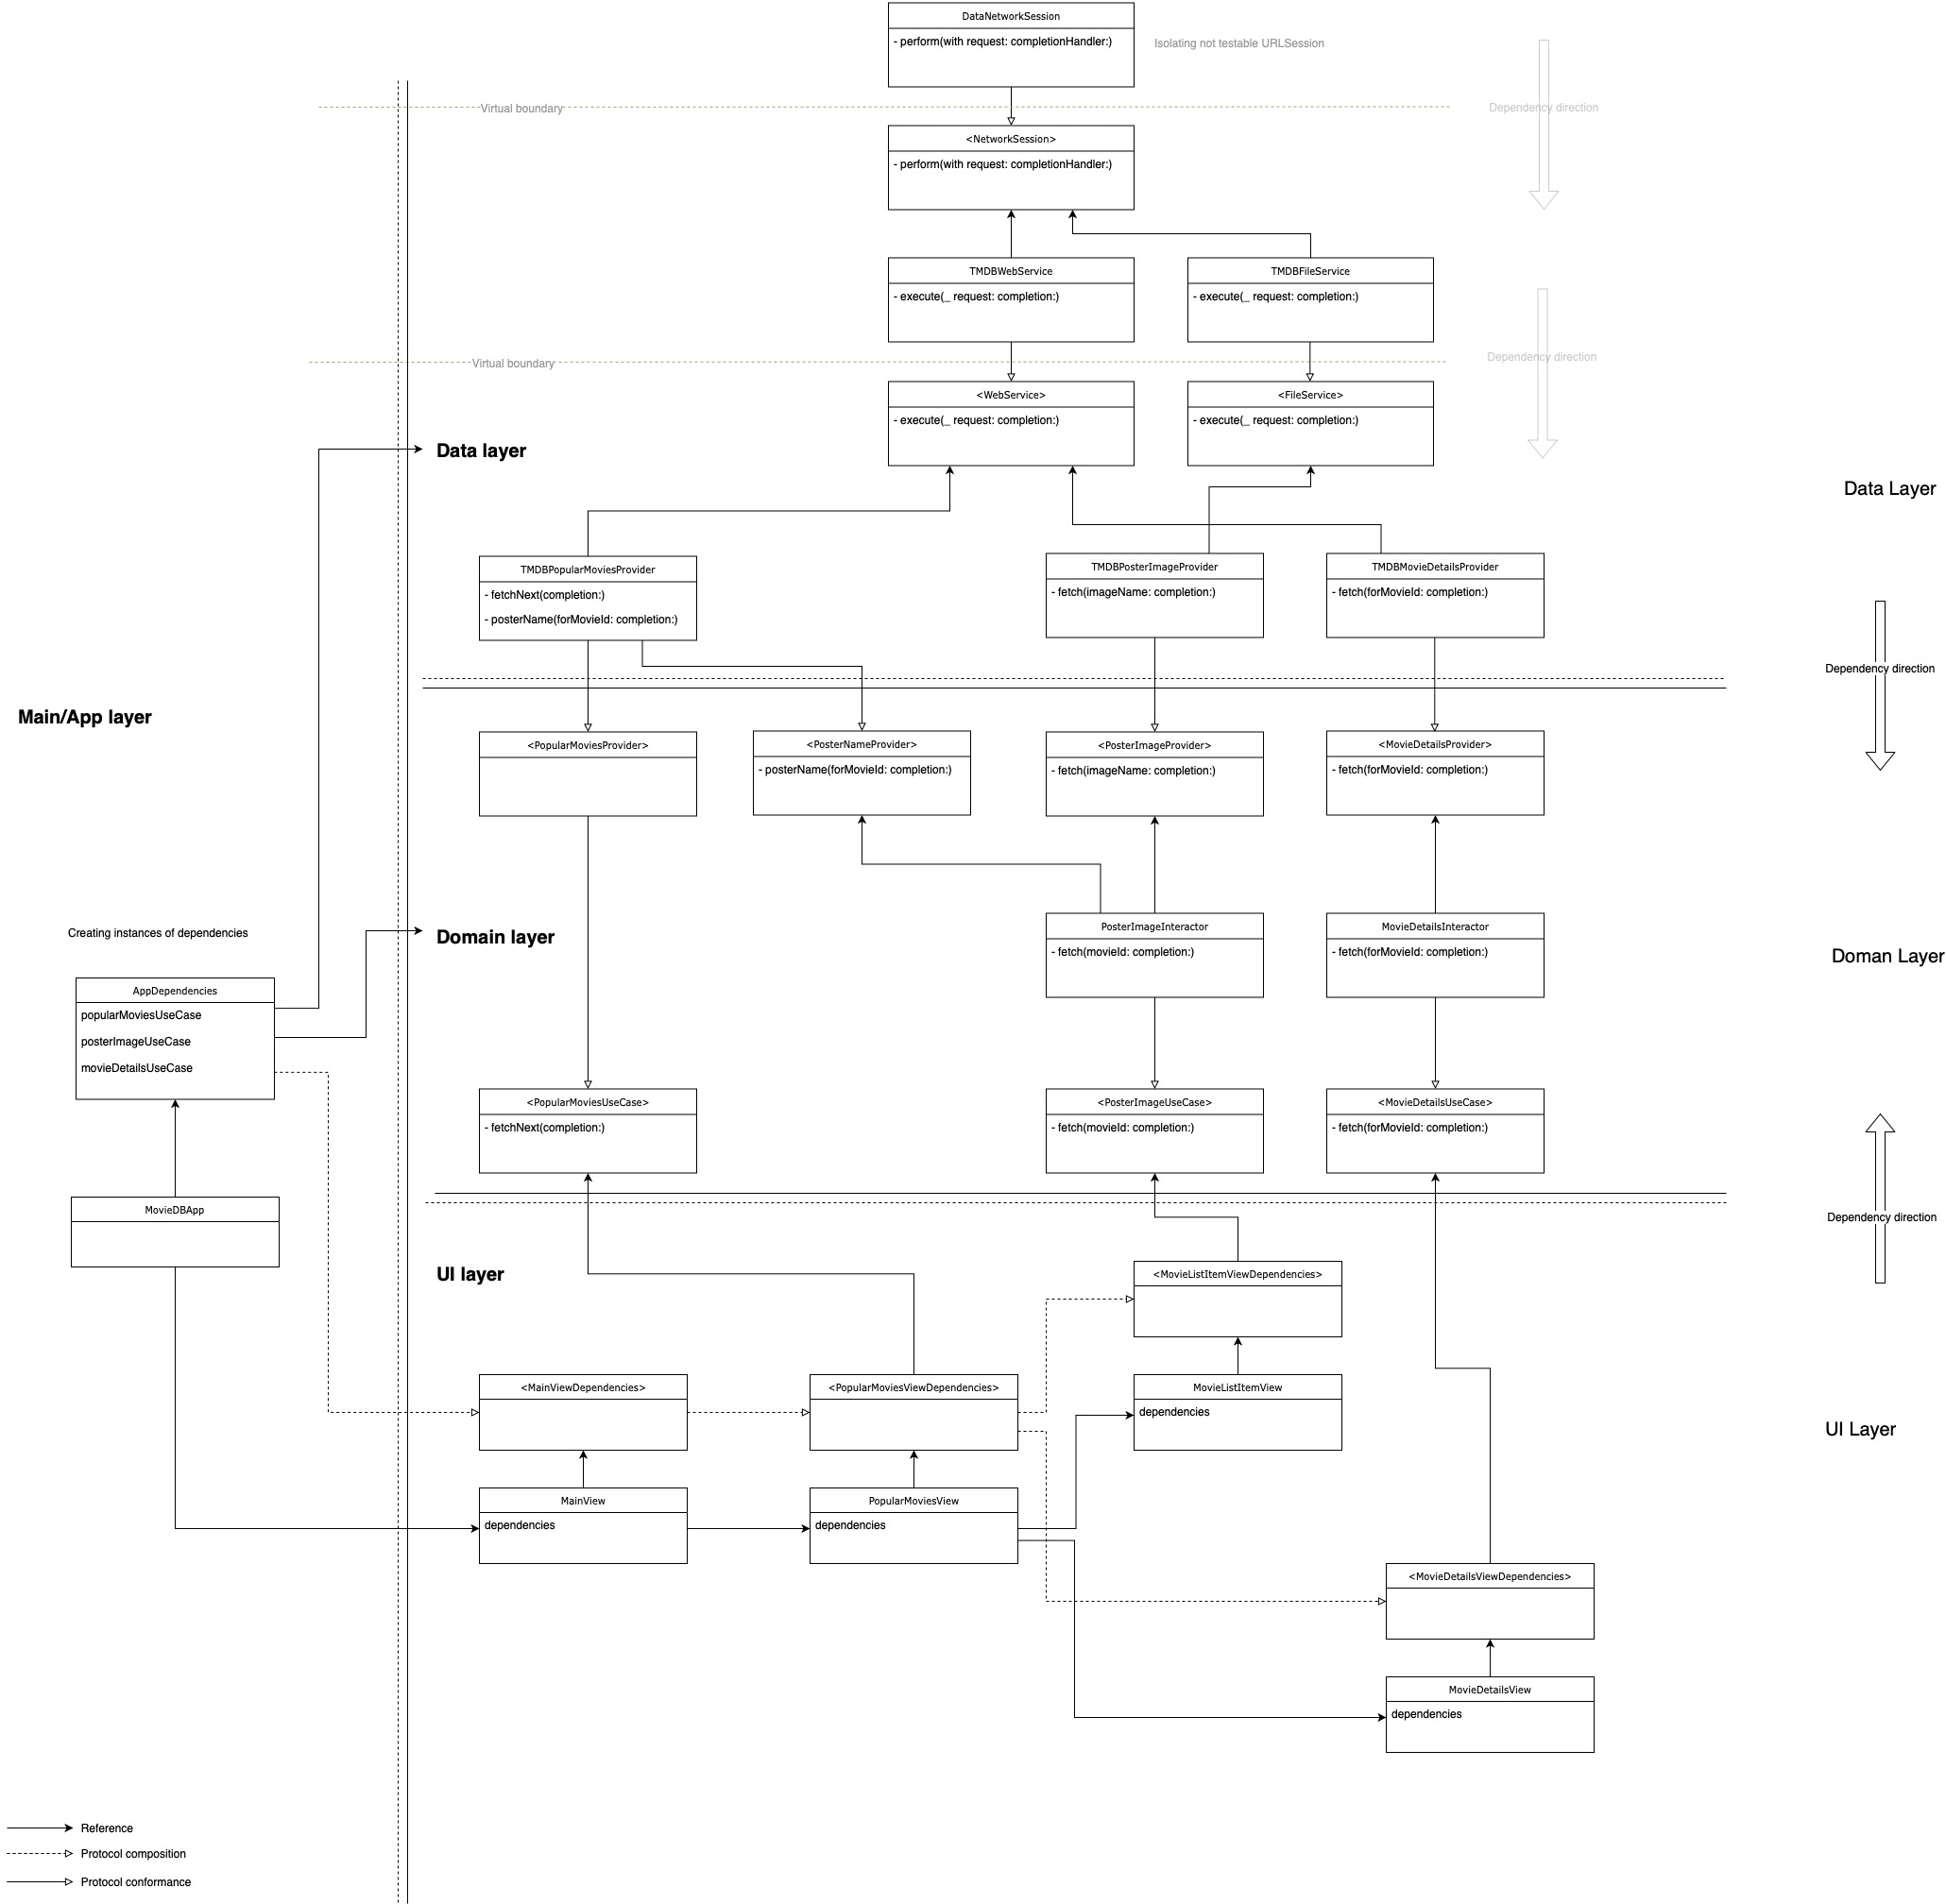 DataNetworkSession
- perform(with request: completionHandler:)
Isolating not testable URLSession
Virtual boundary
Dependency direction
<NetworkSession>
- perform(with request: completionHandler:)
TMDBWebService
- execute(_ request: completion:)
TMDBFileService
- execute(_ request: completion:)
Virtual boundary
Dependency direction
<WebService>
- execute(_ request: completion:)
<FileService>
- execute(_ request: completion:)
Data layer
Data Layer
TMDBPopularMoviesProvider
- fetchNext(completion:)
- posterName(forMovieId: completion:)
TMDBPosterImageProvider
- fetch(imageName: completion:)
TMDBMovieDetailsProvider
- fetch(forMovieId: completion:)
Dependency direction
Main/App layer
<PopularMoviesProvider>
<PosterNameProvider>
- posterName(forMovieId: completion:)
<PosterImageProvider>
- fetch(imageName: completion:)
<MovieDetailsProvider>
- fetch(forMovieId: completion:)
Creating instances of dependencies
Domain layer
PosterImageInteractor
- fetch(movieId: completion:)
MovieDetailsInteractor
- fetch(forMovieId: completion:)
Doman Layer
AppDependencies
popularMoviesUseCase
posterImageUseCase
movieDetailsUseCase
<PopularMoviesUseCase>
- fetchNext(completion:)
<PosterImageUseCase>
- fetch(movieId: completion:)
<MovieDetailsUseCase>
- fetch(forMovieId: completion:)
MovieDBApp
Dependency direction
UI layer
<MovieListItemViewDependencies>
<MainViewDependencies>
<PopularMoviesViewDependencies>
MovieListItemView
dependencies
UI Layer
MainView
dependencies
PopularMoviesView
dependencies
<MovieDetailsViewDependencies>
MovieDetailsView
dependencies
Reference
Protocol composition
Protocol conformance